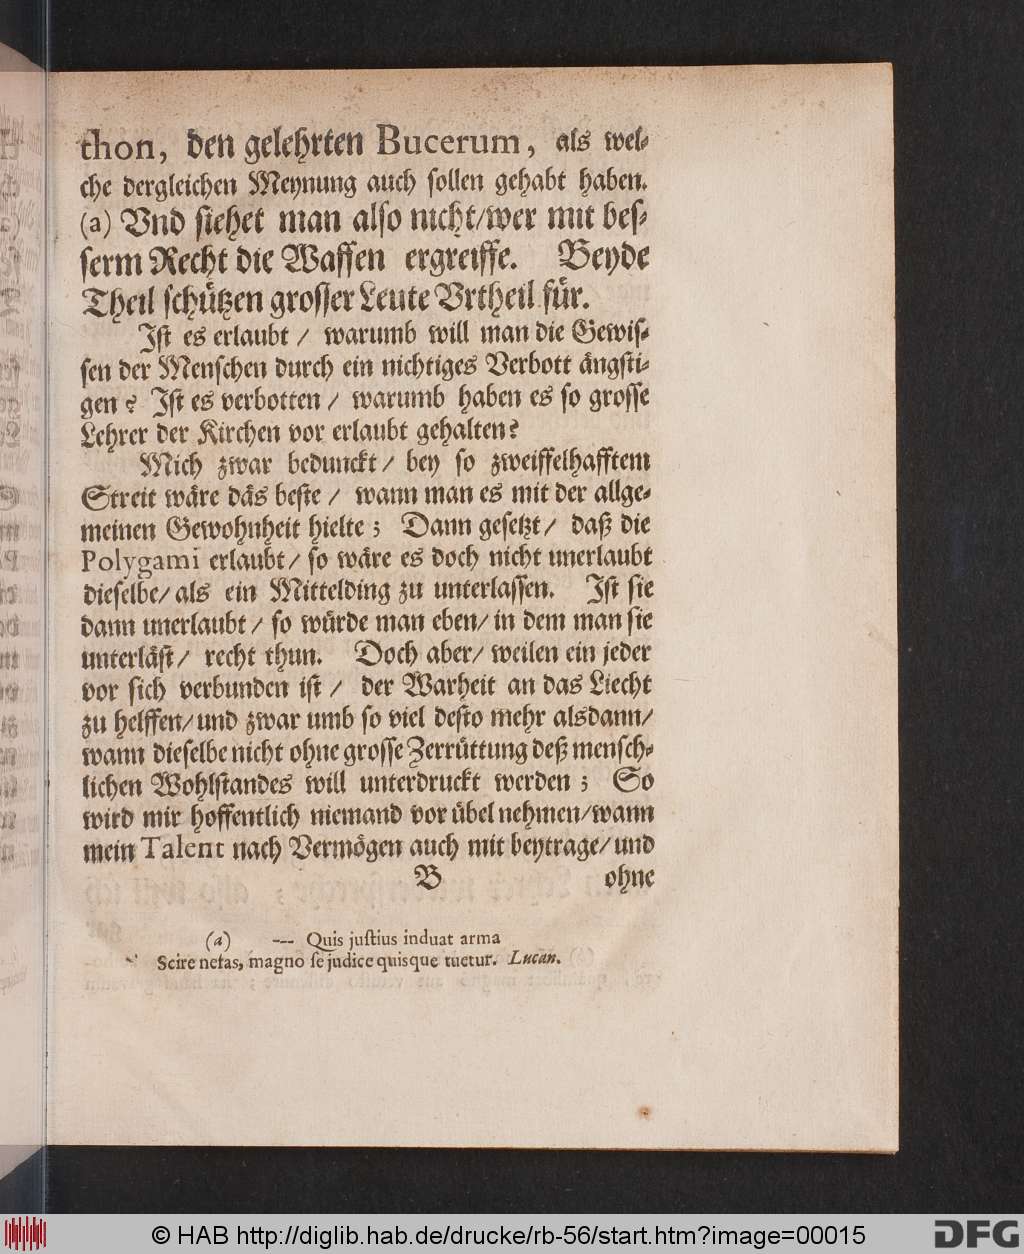 thon, den gelehrten Bucerum, als wel-
che dergleichen Meynung auch sollen gehabt haben.
(a) Vnd siehet man also nicht/wer mit bes-
serm Recht die Waffen ergreiffe. Beyde
Theil schützen grosser Leute Vrtheil für.
Ist es erlaubt / warumb will man die Gewis-
sen der Menschen durch ein nichtiges Verbott ängsti-
gen? Ist es verbotten / warumb haben es so grosse
Lehrer der Kirchen vor erlaubt gehalten?
Mich zwar bedunckt / bey so zweiffelhafftem
Streit wäre däs beste / wann man es mit der allge-
meinen Gewohnheit hielte; Dann gesetzt / daß die
Polygami erlaubt / so wäre es doch nicht unerlaubt
dieselbe / als ein Mittelding zu unterlassen. Ist sie
dann unerlaubt / so würde man eben / in dem man sie
unterläst / recht thun. Doch aber / weilen ein jeder
vor sich verbunden ist / der Warheit an das Liecht
zu helffen / und zwar umb so viel desto mehr alsdann /
wann dieselbe nicht ohne grosse Zerrüttung deß mensch-
lichen Wohlstandes will unterdruckt werden; So
wird mir hoffentlich niemand vor übel nehmen / wann
mein Talent nach Vermögen auch mit beytrage / und
B ohne
(a) --- Quis justius induat arma
Scire nefas, magno se judice quisque tuetur. Lucan.
© HAB http://diglib.hab.de/drucke/rb-56/start.htm?image=00015 DFG